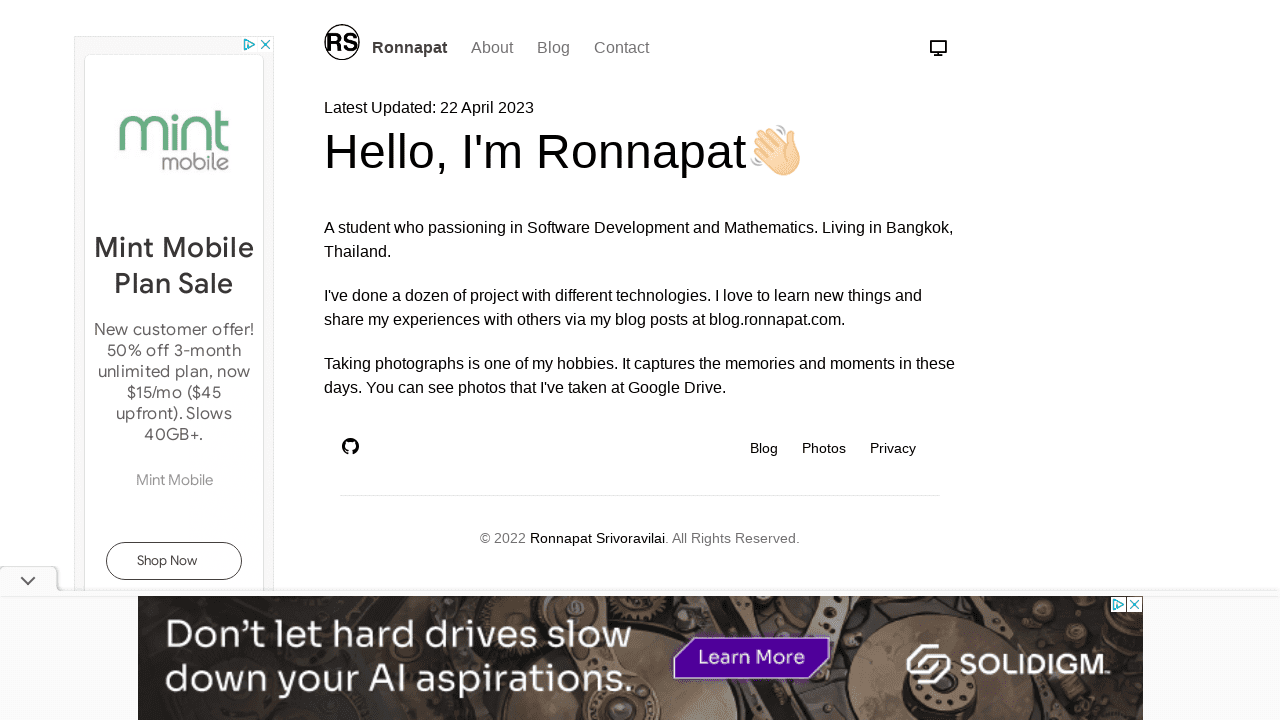 RS
Ronnapat About Blog Contact
Latest Updated: 22 April 2023
Hello, I'm Ronnapat👋🏻
A student who passioning in Software Development and Mathematics. Living in Bangkok,
Thailand.
I've done a dozen of project with different technologies. I love to learn new things and
share my experiences with others via my blog posts at blog.ronnapat.com.
Taking photographs is one of my hobbies. It captures the memories and moments in these
days. You can see photos that I've taken at Google Drive.
Blog Photos Privacy
© 2022 Ronnapat Srivoravilai. All Rights Reserved.
mint
mobile
Mint Mobile
Plan Sale
New customer offer!
50% off 3-month
unlimited plan, now
$15/mo ($45
upfront). Slows
40GB+.
Mint Mobile
Shop Now
Don't let hard drives slow
down your AI aspirations.
Learn More
SOLIDIGM™